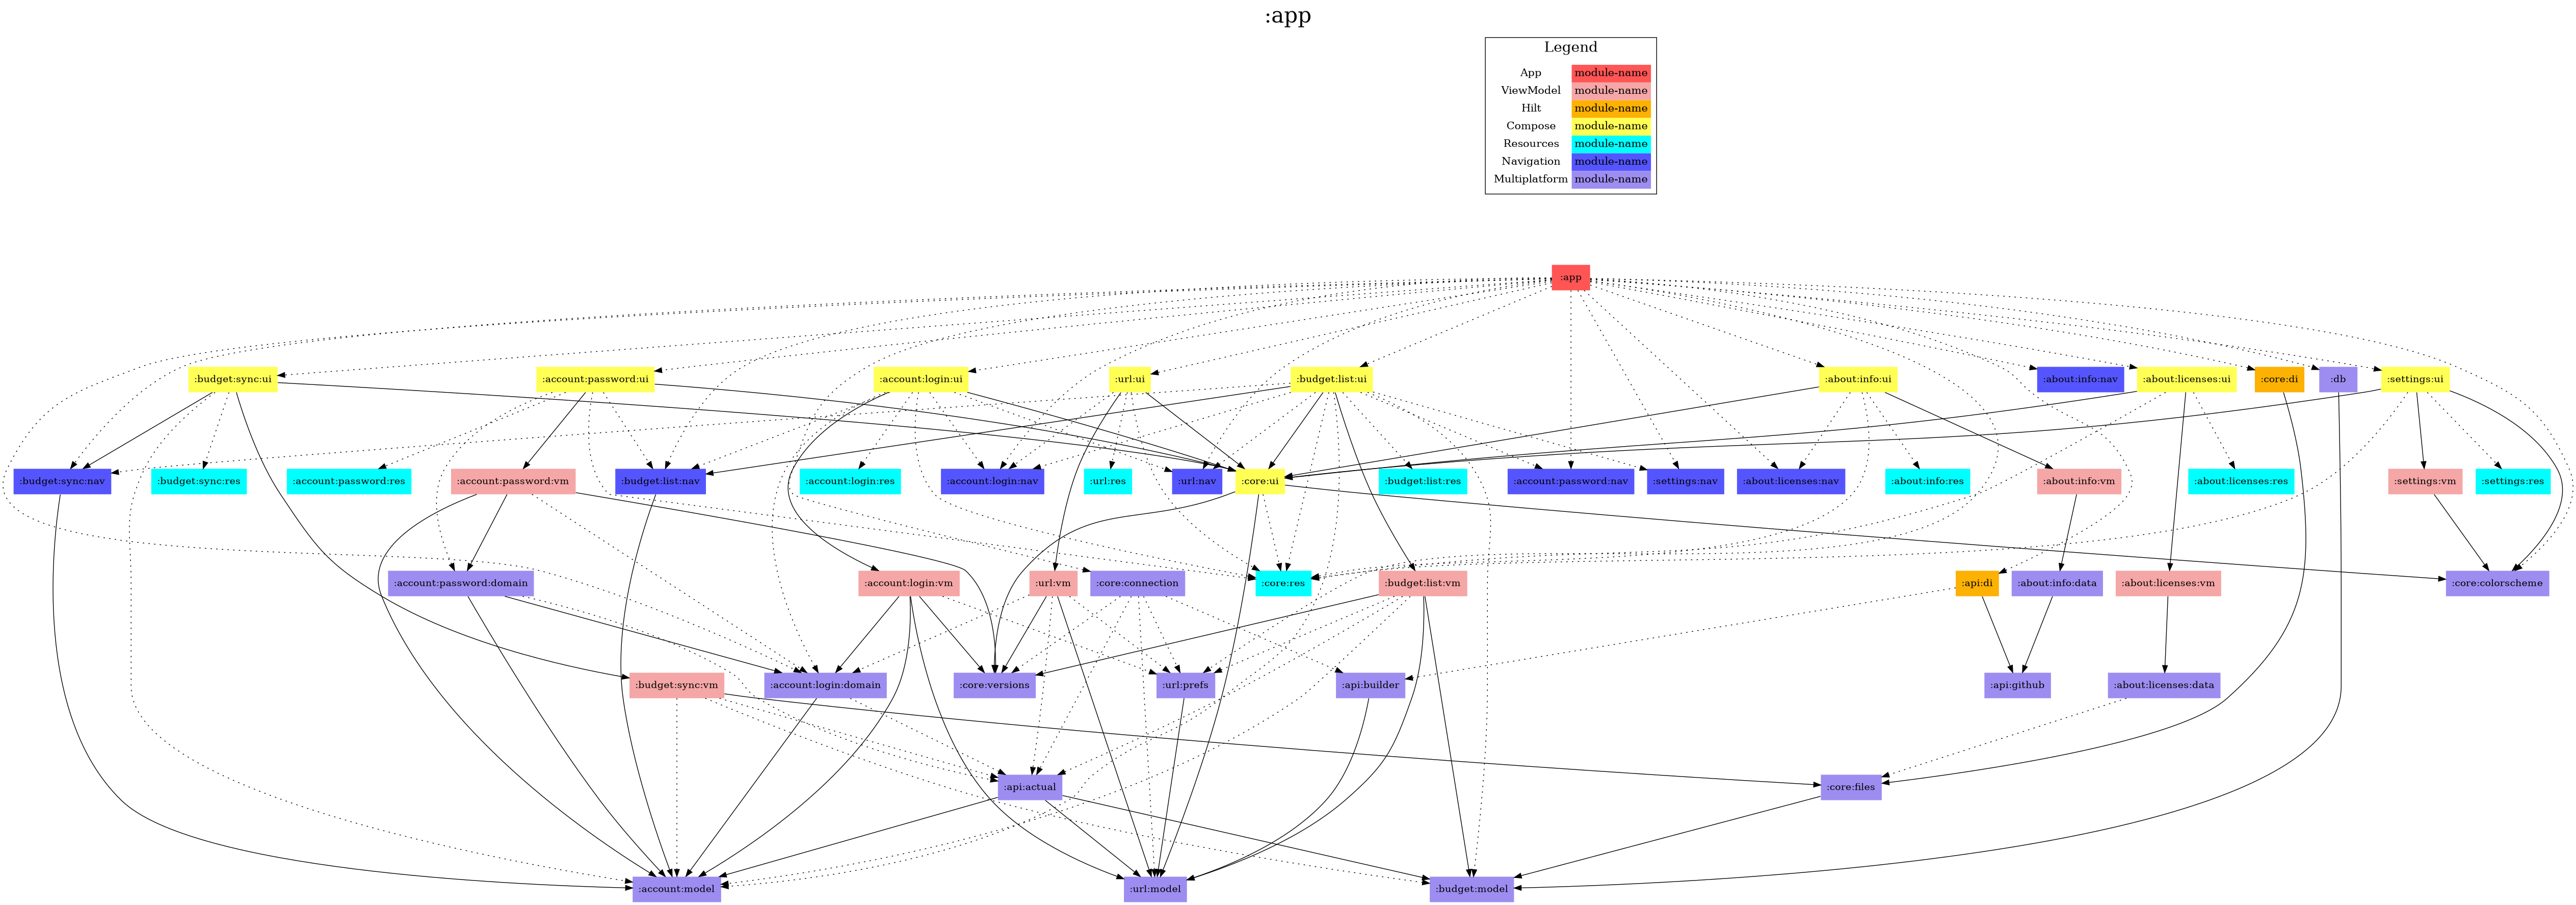 :app
Legend
App module-name
ViewModel module-name
Hilt module-name
Compose module-name
Resources module-name
Navigation module-name
Multiplatform module-name
:app
:budget:sync:ui :account:password:ui :account:login:ui :url:ui :budget:list:ui :about:info:ui :about:info:nav :about:licenses:ui :core:di :db :settings:ui
:budget:sync:nav :budget:sync:res :account:password:res :account:password:vm :budget:list:nav :account:login:res :account:login:nav :url:res :url:nav :core:ui :budget:list:res :account:password:nav :settings:nav :about:licenses:nav :about:info:res :about:info:vm :about:licenses:res :settings:vm :settings:res
:account:password:domain :account:login:vm :url:vm :core:connection :core:res :budget:list:vm :api:di :about:info:data :about:licenses:vm :core:colorscheme
:budget:sync:vm :account:login:domain :core:versions :url:prefs :api:builder :api:github :about:licenses:data
:api:actual :core:files
:account:model :url:model :budget:model